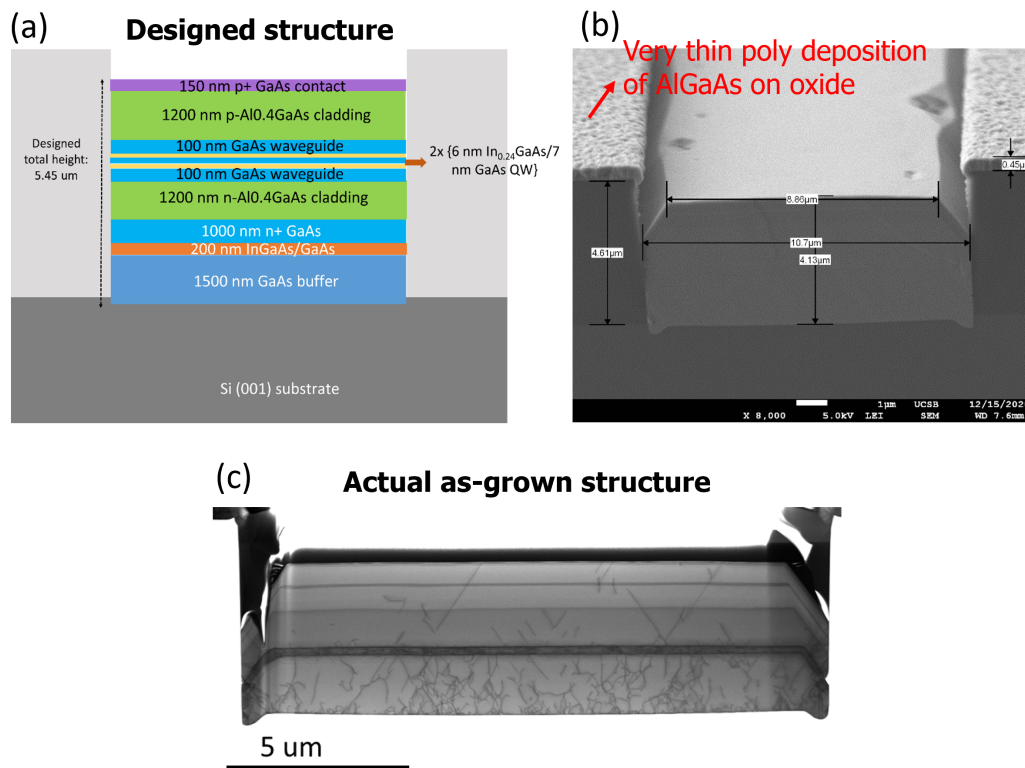 (a)
Designed structure
150 nm p+ GaAs contact
1200 nm p-Al0.4GaAs cladding
100 nm GaAs waveguide
100 nm GaAs waveguide
1200 nm n-Al0.4GaAs cladding
1000 nm n+ GaAs
200 nm InGaAs/GaAs
1500 nm GaAs buffer
Si (001) substrate
Designed
total height:
5.45 um
2x {6 nm In0.24GaAs/7
nm GaAs QW}
(b)
Very thin poly deposition
of AlGaAs on oxide
0.45µ
8.86µm
10.7µm
4.61µm
4.13µm
1µm UCSB 12/15/202
X 8,000 5.0kV LEI SEM WD 7.6mm
(c)
Actual as-grown structure
5 um